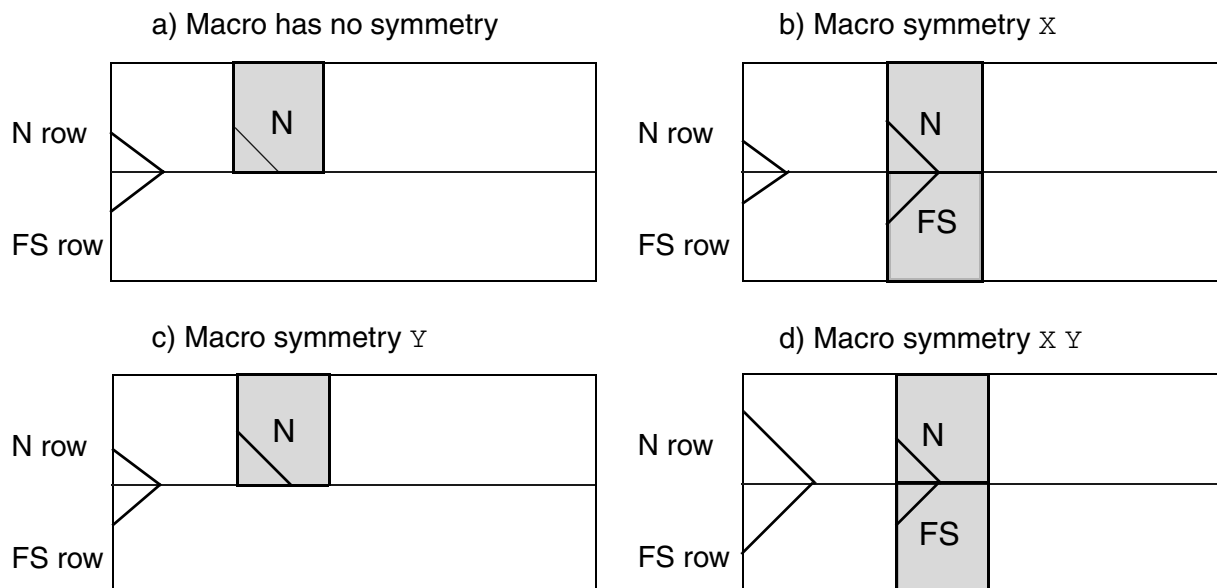 a) Macro has no symmetry
N row
N
FS row
b) Macro symmetry X
N row
N
FS
FS row
c) Macro symmetry Y
N row
N
FS row
d) Macro symmetry X Y
N row
N
FS
FS row